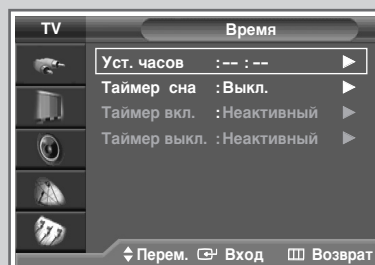 TV Время
Уст. часов :-- : -- ►
Таймер сна :Выкл. ►
Таймер вкл. :Неактивный ►
Таймер выкл. :Неактивный ►
Перем. Вход Возврат